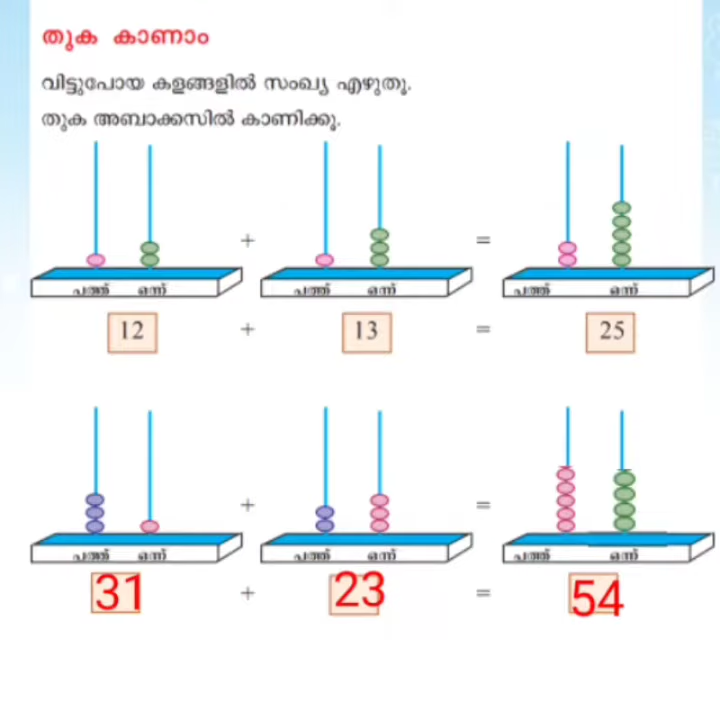 തുക കാണാം
വിട്ടുപോയ കളങ്ങളിൽ സംഖ്യ എഴുതൂ.
തുക അബാക്കസിൽ കാണിക്കൂ.
+ =
പത്ത് ഒന്ന് പത്ത് ഒന്ന് പത്ത് ഒന്ന്
12 + 13 = 25
+ =
പത്ത് ഒന്ന് പത്ത് ഒന്ന് പത്ത് ഒന്ന്
31 + 23 = 54